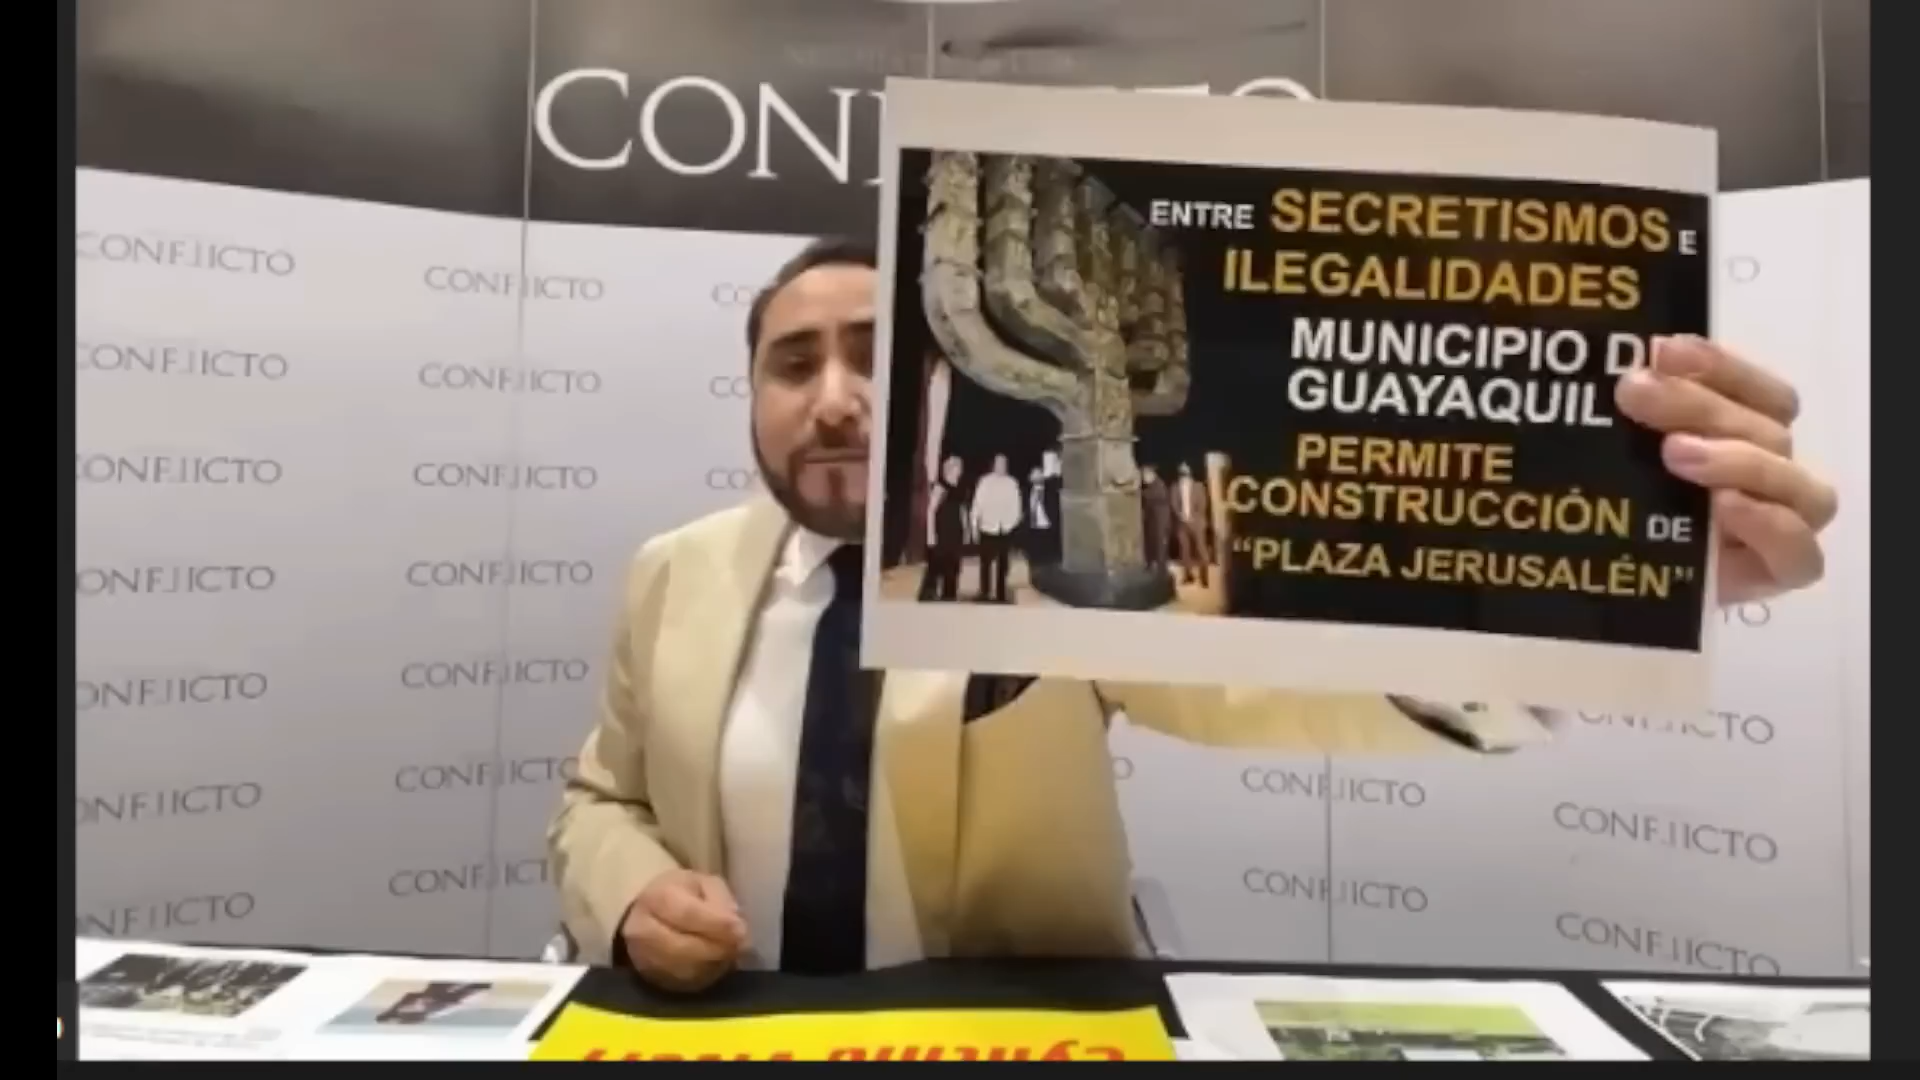 CONFLICTO
ENTRE SECRETISMOS E
ILEGALIDADES
MUNICIPIO DE
GUAYAQUIL
PERMITE
CONSTRUCCIÓN DE
“PLAZA JERUSALÉN”
CONFLICTO CONFLICTO
CONFLICTO CONFLICTO
CONFLICTO CONFLICTO
CONFLICTO CONFLICTO
CONFLICTO CONFLICTO CONFLICTO
CONFLICTO CONFLICTO CONFLICTO CONFLICTO
CONFLICTO CONFLICTO CONFLICTO CONFLICTO